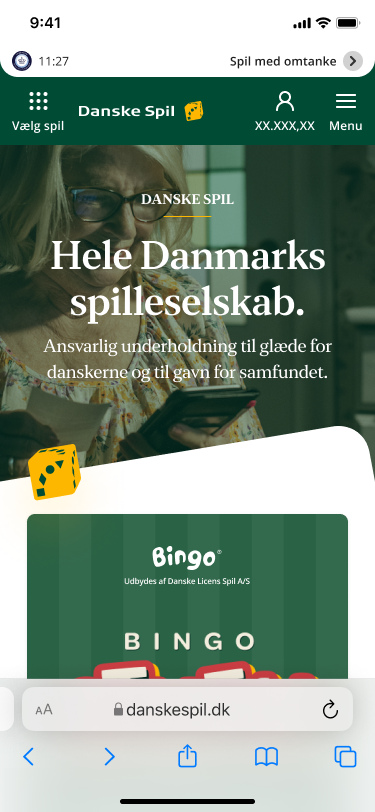 9:41
11:27
Spil med omtanke
Vælg spil
Danske Spil
XX.XXX,XX
Menu
DANSKE SPIL
Hele Danmarks
spilleselskab.
Ansvarlig underholdning til glæde for
danskerne og til gavn for samfundet.
Bingo®
Udbydes af Danske Licens Spil A/S
BINGO
AA
danskespil.dk